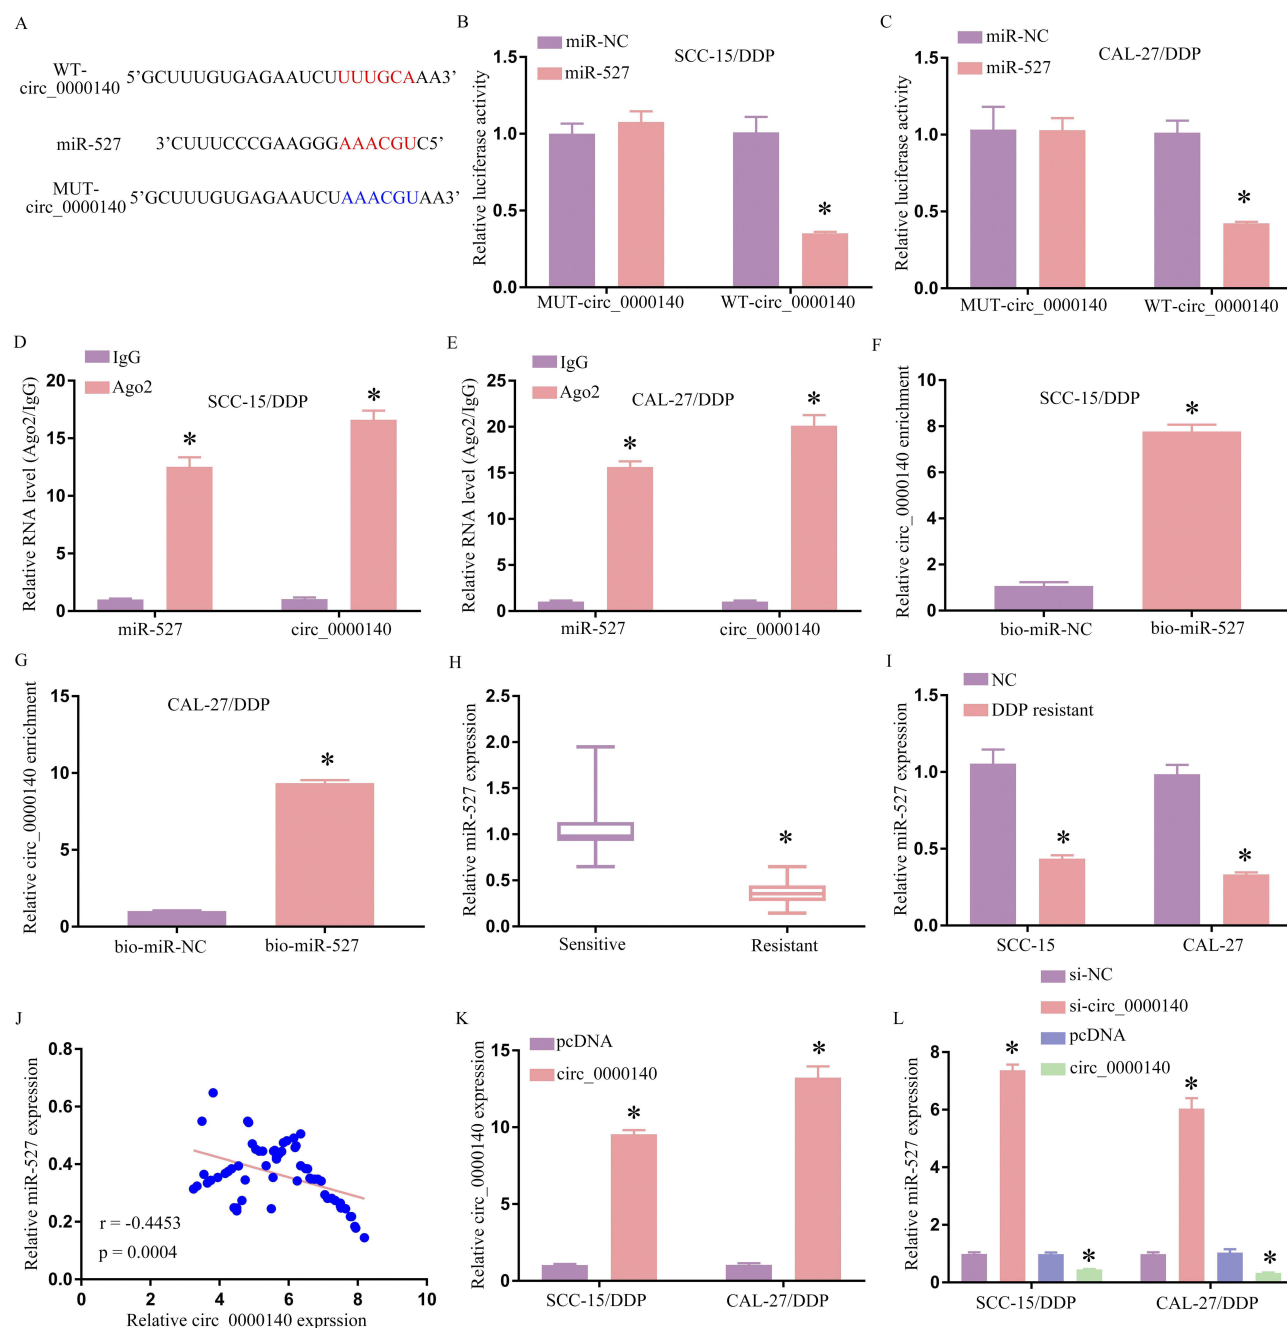 A
WT-
circ_0000140
5’GCUUUGUGAGAAUCUUUUGCAAA3’
miR-527
3’CUUUCCCGAAGGGAAACGUC5’
MUT-
circ_0000140
5’GCUUUGUGAGAAUCUAAACGUAA3’
B
miR-NC
miR-527
SCC-15/DDP
Relative luciferase activity
1.5
1.0
0.5
0.0
*
MUT-circ_0000140
WT-circ_0000140
C
miR-NC
miR-527
CAL-27/DDP
Relative luciferase activity
1.5
1.0
0.5
0.0
*
MUT-circ_0000140
WT-circ_0000140
D
IgG
Ago2
SCC-15/DDP
Relative RNA level (Ago2/IgG)
20
15
10
5
0
*
*
miR-527
circ_0000140
E
IgG
Ago2
CAL-27/DDP
Relative RNA level (Ago2/IgG)
25
20
15
10
5
0
*
*
miR-527
circ_0000140
F
SCC-15/DDP
Relative circ_0000140 enrichment
10
8
6
4
2
0
*
bio-miR-NC
bio-miR-527
G
CAL-27/DDP
Relative circ_0000140 enrichment
15
10
5
0
*
bio-miR-NC
bio-miR-527
H
Relative miR-527 expression
2.5
2.0
1.5
1.0
0.5
0.0
*
Sensitive
Resistant
I
NC
DDP resistant
Relative miR-527 expression
1.5
1.0
0.5
0.0
*
*
SCC-15
CAL-27
J
Relative miR-527 expression
0.8
0.6
0.4
0.2
0.0
r = -0.4453
p = 0.0004
0
2
4
6
8
10
Relative circ_0000140 exprssion
K
pcDNA
circ_0000140
Relative circ_0000140 expression
15
10
5
0
*
*
SCC-15/DDP
CAL-27/DDP
L
si-NC
si-circ_0000140
pcDNA
circ_0000140
Relative miR-527 expression
8
6
4
2
0
*
*
*
*
SCC-15/DDP
CAL-27/DDP